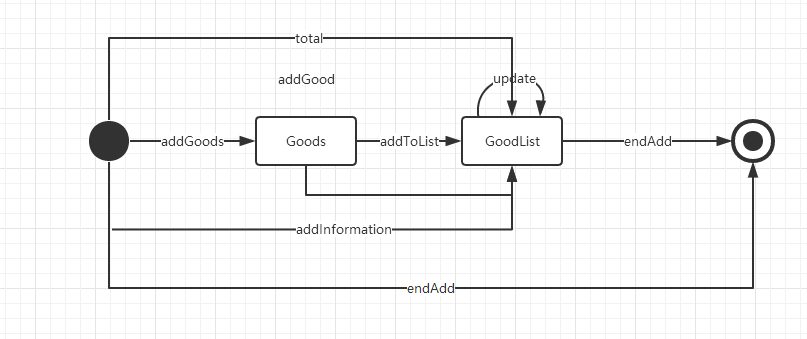 total
addGood
update
addGoods
Goods
addToList
GoodList
endAdd
addInformation
endAdd